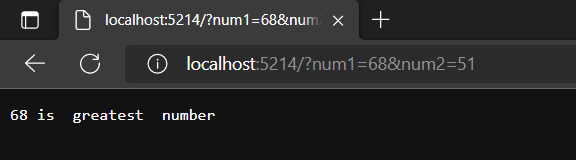 localhost:5214/?num1=68&num
localhost:5214/?num1=68&num2=51
68 is  greatest  number